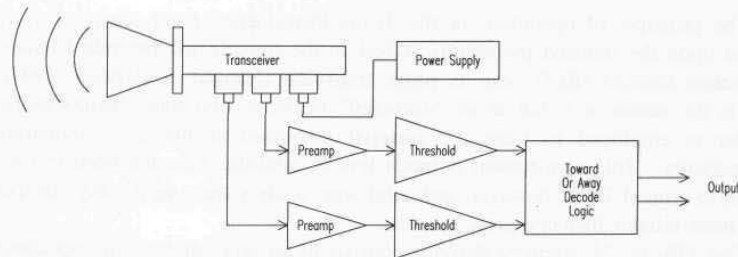 Transceiver
Power Supply
Preamp
Threshold
Toward
Or Away
Decode
Logic
Output
Preamp
Threshold